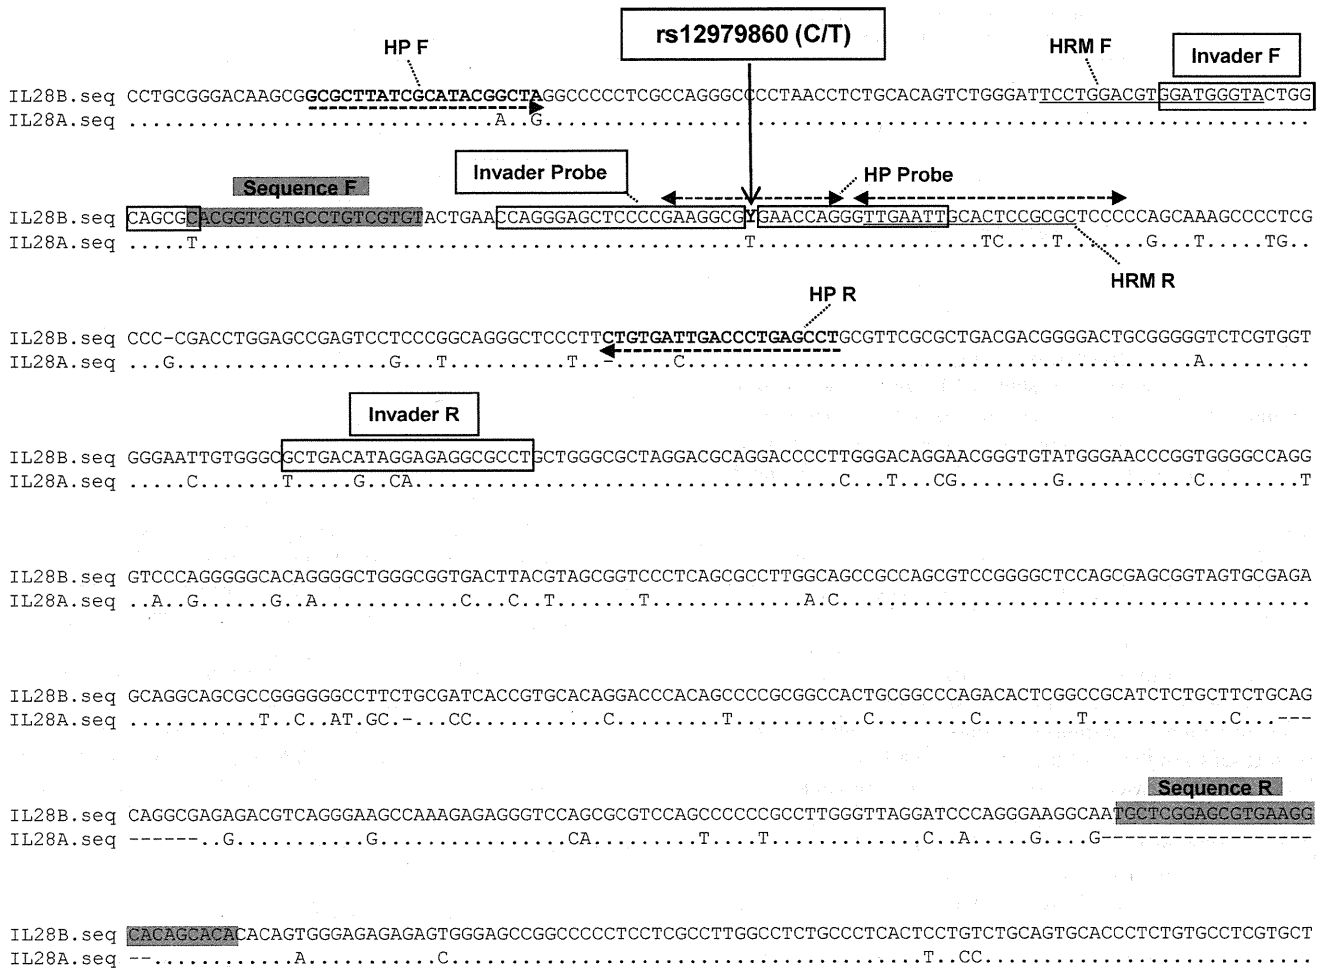 rs12979860 (C/T)
HP F
HRM F
Invader F
IL28B.seq CCTGCGGGACAAGCGGCGCTTATCGCATACGGCTAGGCCCCCTCGCCAGGGCCCCTAACCTCTGCACAGTCTGGGATTCCTGGACGTGGATGGGTACTGG
IL28A.seq ...............................A..G.................................................................
Invader Probe
HP Probe
Sequence F
IL28B.seq CAGCGCACGGTCGTGCCTGTCGTGTACTGAACCAGGGAGCTCCCCGAAGGCGYGAACCAGGGTTGAATTGCACTCCGCGCTCCCCCAGCAAAGCCCCTCG
IL28A.seq .....T..............................................T...................TC....T.......G...T.....TG..
HRM R
HP R
IL28B.seq CCC-CGACCTGGAGCCGAGTCCTCCCGGCAGGGCTCCCTTCTGTGATTGACCCTGAGCCTGCGTTCGCGCTGACGACGGGGACTGCGGGGGTCTCGTGGT
IL28A.seq ...G..................G...T..........T..-.....C...........................................A.........
Invader R
IL28B.seq GGGAATTGTGGGCGCTGACATAGGAGAGGCGCCTGCTGGGCGCTAGGACGCAGGACCCCTTGGGACAGGAACGGGTGTATGGGAACCCGGTGGGGCCAGG
IL28A.seq .....C.......T.....G..CA....................................C...T...CG........G...........C........T
IL28B.seq GTCCCAGGGGGCACAGGGGCTGGGCGGTGACTTACGTAGCGGTCCCTCAGCGCCTTGGCAGCCGCCAGCGTCCGGGGCTCCAGCGAGCGGTAGTGCGAGA
IL28A.seq ..A..G......G..A............C...C..T.......T.............A.C........................................
IL28B.seq GCAGGCAGCGCCGGGGGGCCTTCTGCGATCACCGTGCACAGGACCCACAGCCCCGCGGCCACTGCGGCCCAGACACTCGGCCGCATCTCTGCTTCTGCAG
IL28A.seq ...........T..C..AT.GC.-...CC...........C.........T...........C........C........T............C...---
Sequence R
IL28B.seq CAGGCGAGAGACGTCAGGGAAGCCAAAGAGAGGGTCCAGCGCGTCCAGCCCCCCGCCTTGGGTTAGGATCCCAGGGAAGGCAATGCTCGGAGCGTGAAGG
IL28A.seq ------..G...........G................CA.........T....T.............C..A.....G....G------------------
IL28B.seq CACAGCACACACAGTGGGAGAGAGAGTGGGAGCCGGCCCCCTCCTCGCCTTGGCCTCTGCCCTCACTCCTGTCTGCAGTGCACCCTCTGTGCCTCGTGCT
IL28A.seq --............A...........C........................................T..CC............................